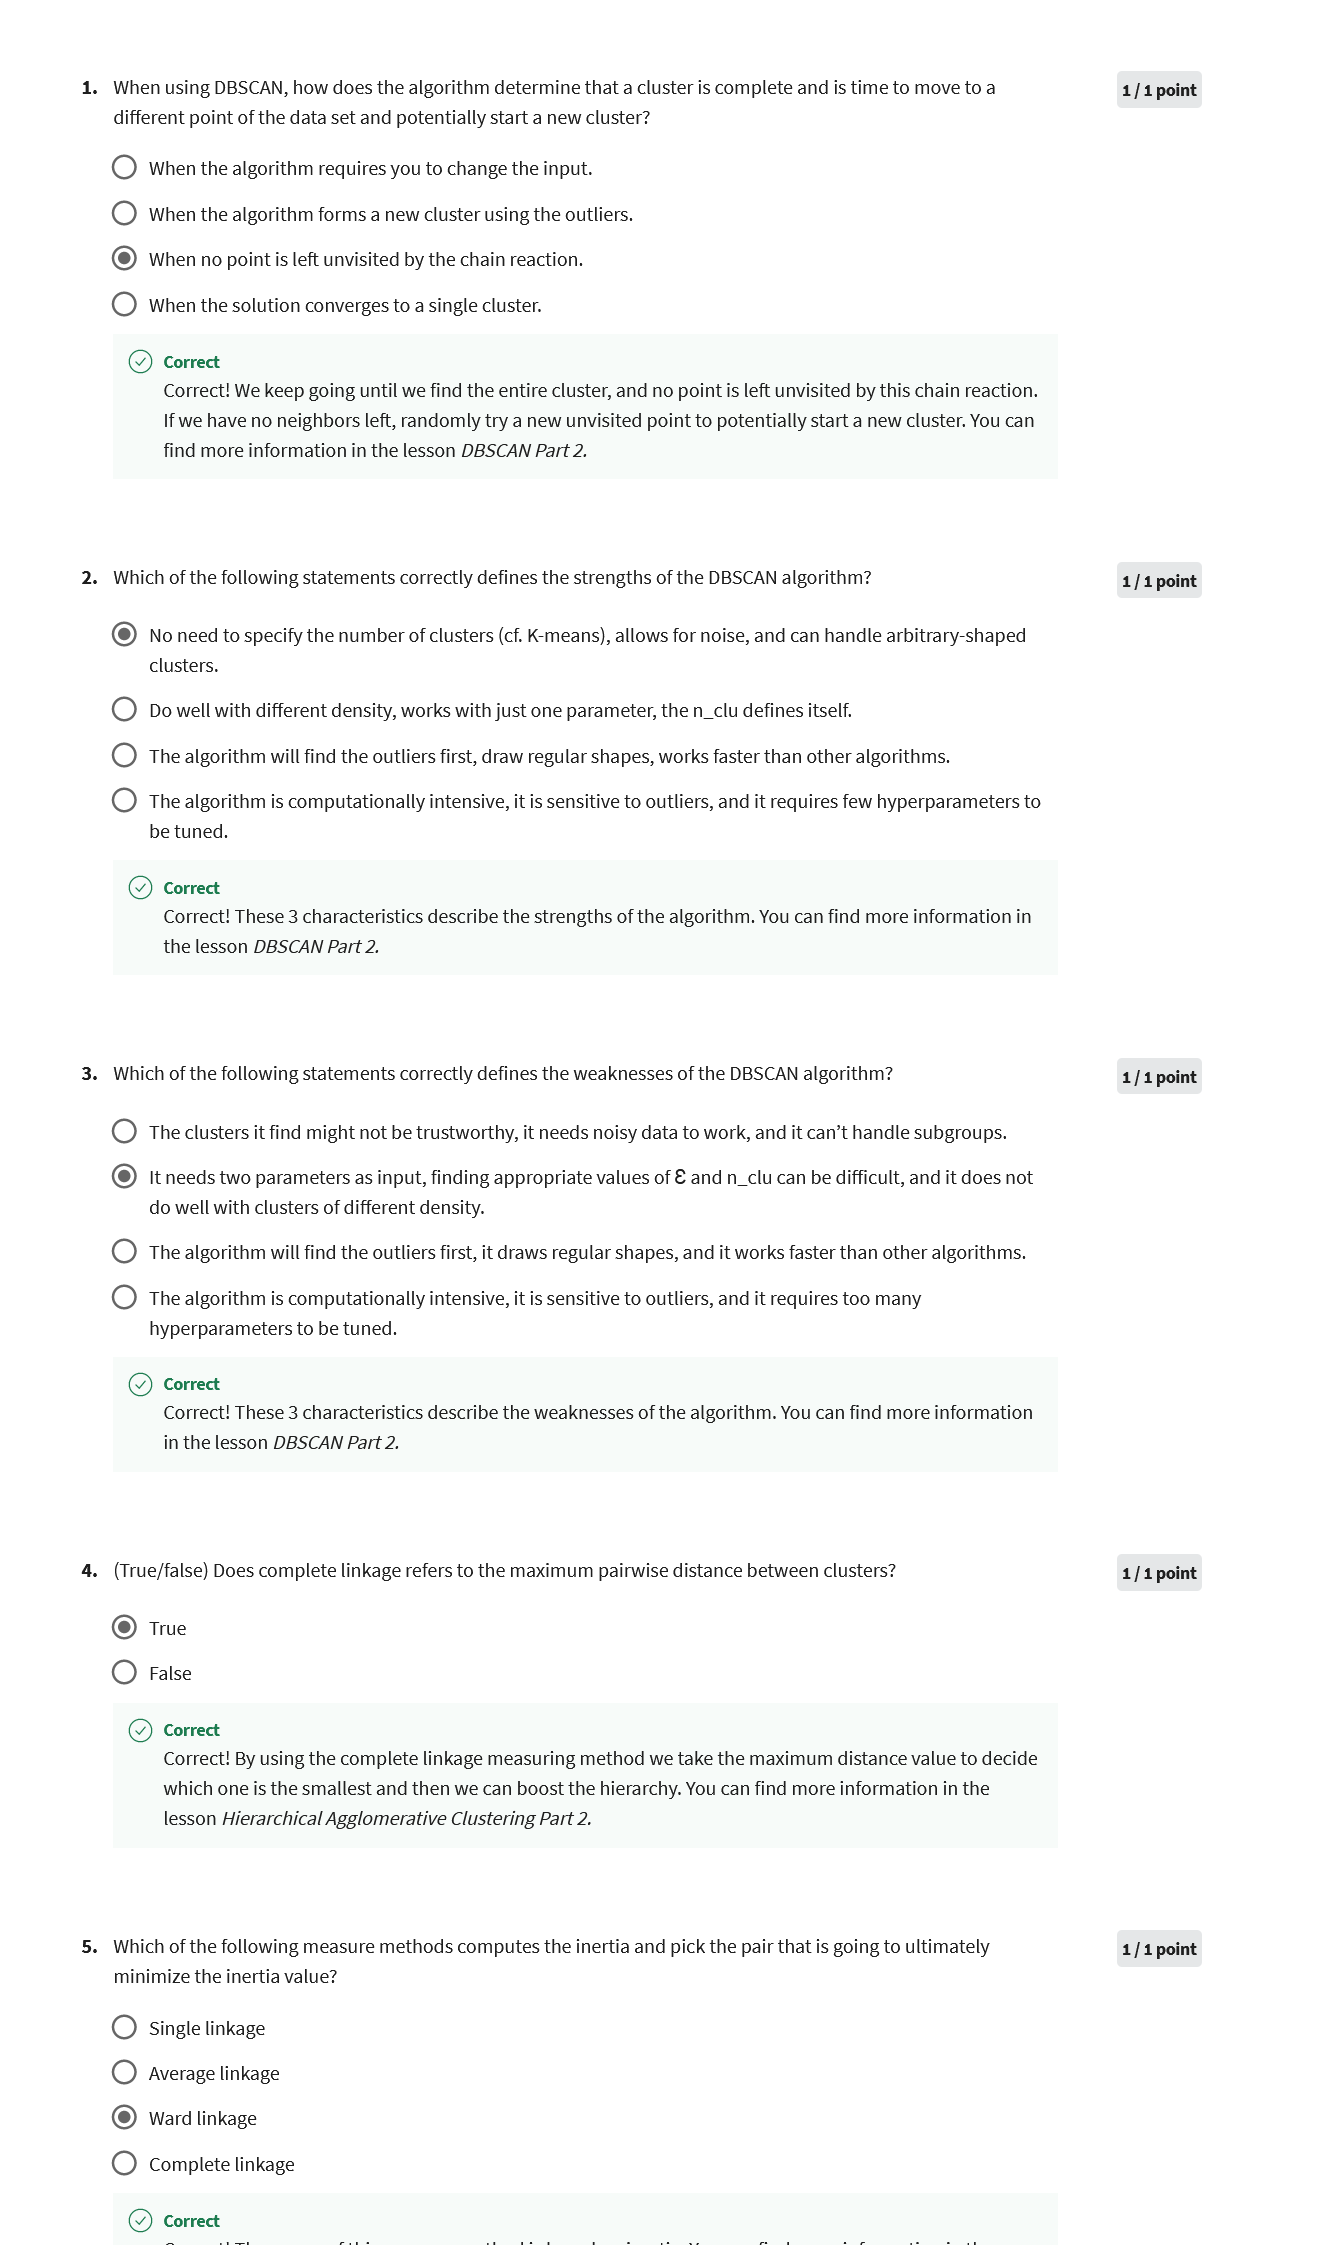 1. When using DBSCAN, how does the algorithm determine that a cluster is complete and is time to move to a
different point of the data set and potentially start a new cluster?
1 / 1 point
When the algorithm requires you to change the input.
When the algorithm forms a new cluster using the outliers.
When no point is left unvisited by the chain reaction.
When the solution converges to a single cluster.
Correct
Correct! We keep going until we find the entire cluster, and no point is left unvisited by this chain reaction.
If we have no neighbors left, randomly try a new unvisited point to potentially start a new cluster. You can
find more information in the lesson DBSCAN Part 2.
2. Which of the following statements correctly defines the strengths of the DBSCAN algorithm?
1 / 1 point
No need to specify the number of clusters (cf. K-means), allows for noise, and can handle arbitrary-shaped
clusters.
Do well with different density, works with just one parameter, the n_clu defines itself.
The algorithm will find the outliers first, draw regular shapes, works faster than other algorithms.
The algorithm is computationally intensive, it is sensitive to outliers, and it requires few hyperparameters to
be tuned.
Correct
Correct! These 3 characteristics describe the strengths of the algorithm. You can find more information in
the lesson DBSCAN Part 2.
3. Which of the following statements correctly defines the weaknesses of the DBSCAN algorithm?
1 / 1 point
The clusters it find might not be trustworthy, it needs noisy data to work, and it can’t handle subgroups.
It needs two parameters as input, finding appropriate values of Ɛ and n_clu can be difficult, and it does not
do well with clusters of different density.
The algorithm will find the outliers first, it draws regular shapes, and it works faster than other algorithms.
The algorithm is computationally intensive, it is sensitive to outliers, and it requires too many
hyperparameters to be tuned.
Correct
Correct! These 3 characteristics describe the weaknesses of the algorithm. You can find more information
in the lesson DBSCAN Part 2.
4. (True/false) Does complete linkage refers to the maximum pairwise distance between clusters?
1 / 1 point
True
False
Correct
Correct! By using the complete linkage measuring method we take the maximum distance value to decide
which one is the smallest and then we can boost the hierarchy. You can find more information in the
lesson Hierarchical Agglomerative Clustering Part 2.
5. Which of the following measure methods computes the inertia and pick the pair that is going to ultimately
minimize the inertia value?
1 / 1 point
Single linkage
Average linkage
Ward linkage
Complete linkage
Correct